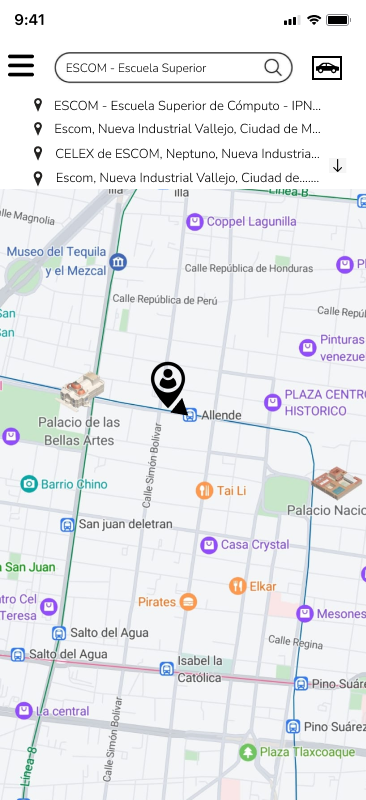 9:41
ESCOM - Escuela Superior
ESCOM - Escuela Superior de Cómputo - IPN...
Escom, Nueva Industrial Vallejo, Ciudad de M...
CELEX de ESCOM, Neptuno, Nueva Industria...
Escom, Nueva Industrial Vallejo, Ciudad de.......
illa
illa
Línea-B
Calle Magnolia
Coppel Lagunilla
Museo del Tequila
y el Mezcal
Calle República de Honduras
Calle República de Perú
San
San
Pinturas
venezue
Allende
PLAZA CENTRO
HISTORICO
Palacio de las
Bellas Artes
Calle Simón Bolívar
Barrio Chino
Tai Li
Palacio Nacio
San juan deletran
Casa Crystal
San Juan
Elkar
Pirates
tro Cel
Teresa
Mesones
Salto del Agua
Calle Regina
Salto del Agua
Isabel la
Católica
Pino Suáre
La central
Calle Simón Bolívar
Pino Suárez
Plaza Tlaxcoaque
Línea-8